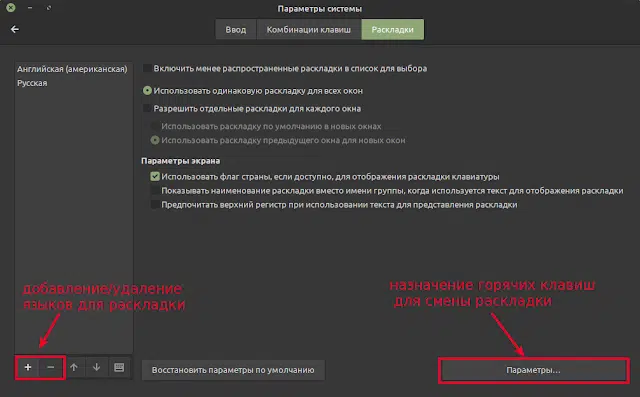 Параметры системы
Ввод
Комбинации клавиш
Раскладки
Английская (американская)
Русская
Включить менее распространенные раскладки в список для выбора
Использовать одинаковую раскладку для всех окон
Разрешить отдельные раскладки для каждого окна
Использовать раскладку по умолчанию в новых окнах
Использовать раскладку предыдущего окна для новых окон
Параметры экрана
Использовать флаг страны, если доступно, для отображения раскладки клавиатуры
Показывать наименование раскладки вместо имени группы, когда используется текст для отображения раскладки
Предпочитать верхний регистр при использовании текста для представления раскладки
добавление/удаление
языков для раскладки
назначение горячих клавиш
для смены раскладки
Восстановить параметры по умолчанию
Параметры...